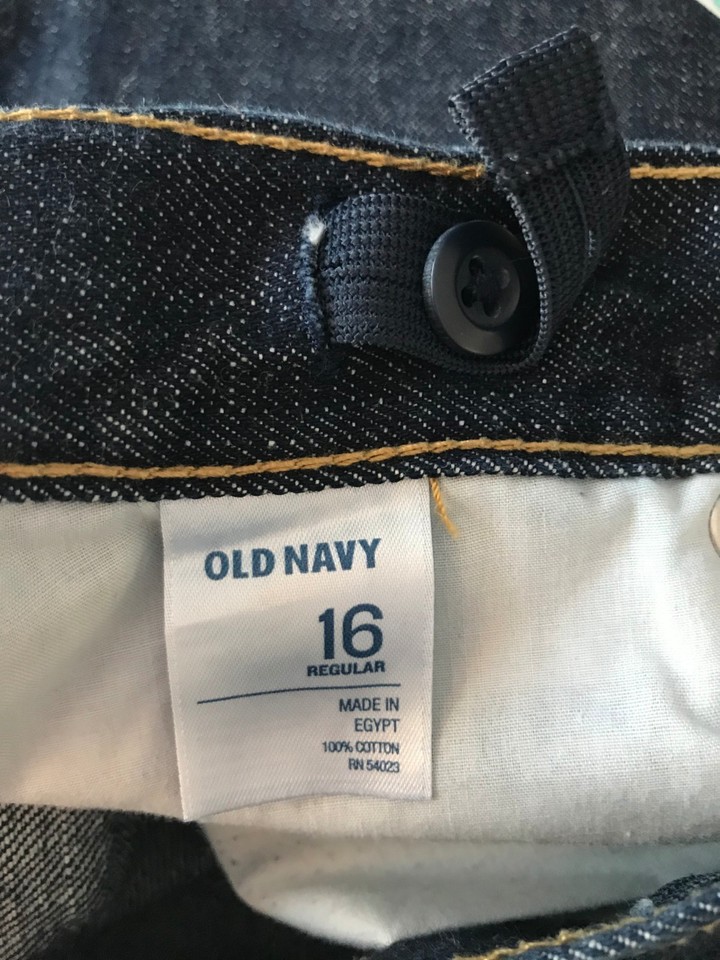 OLD NAVY
16
REGULAR
MADE IN
EGYPT
100% COTTON
RN 54023